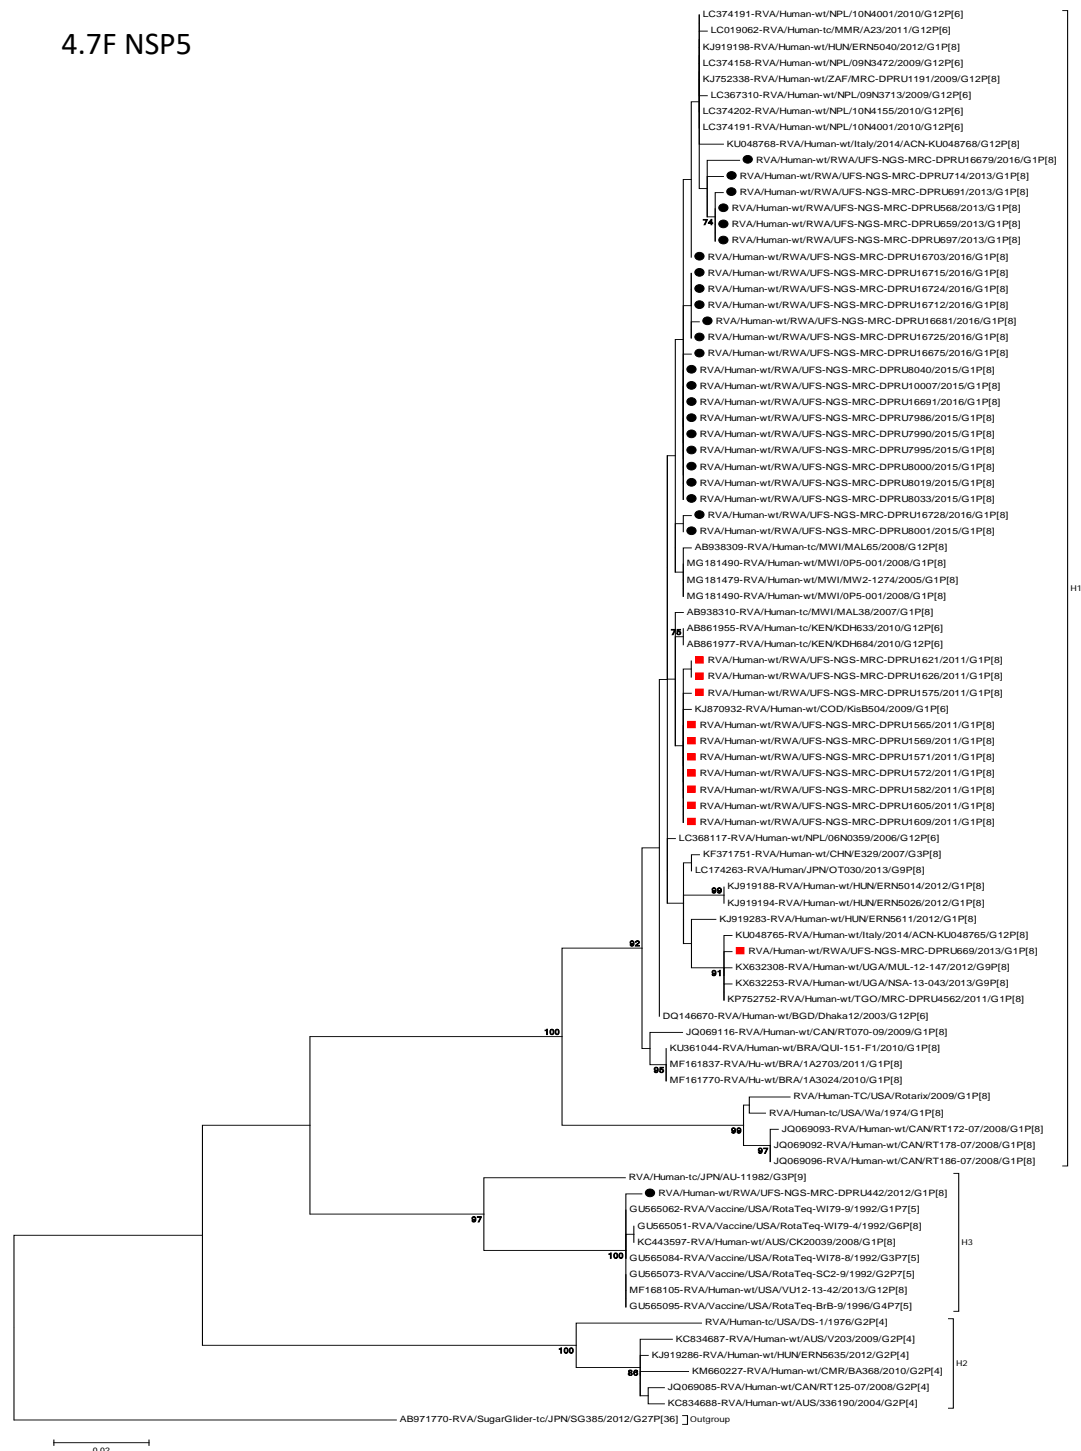 4.7F NSP5
LC374191-RVA/Human-wt/NPL/10N4001/2010/G12P[6]
LC019062-RVA/Human-tc/MMR/A23/2011/G12P[6]
KJ919198-RVA/Human-wt/HUN/ERN5040/2012/G1P[8]
LC374158-RVA/Human-wt/NPL/09N3472/2009/G12P[6]
KJ752338-RVA/Human-wt/ZAF/MRC-DPRU1191/2009/G12P[8]
LC367310-RVA/Human-wt/NPL/09N3713/2009/G12P[6]
LC374202-RVA/Human-wt/NPL/10N4155/2010/G12P[6]
LC374191-RVA/Human-wt/NPL/10N4001/2010/G12P[6]
KU048768-RVA/Human-wt/Italy/2014/ACN-KU048768/G12P[8]
RVA/Human-wt/RWA/UFS-NGS-MRC-DPRU16679/2016/G1P[8]
RVA/Human-wt/RWA/UFS-NGS-MRC-DPRU714/2013/G1P[8]
RVA/Human-wt/RWA/UFS-NGS-MRC-DPRU691/2013/G1P[8]
RVA/Human-wt/RWA/UFS-NGS-MRC-DPRU568/2013/G1P[8]
74
RVA/Human-wt/RWA/UFS-NGS-MRC-DPRU659/2013/G1P[8]
RVA/Human-wt/RWA/UFS-NGS-MRC-DPRU697/2013/G1P[8]
RVA/Human-wt/RWA/UFS-NGS-MRC-DPRU16703/2016/G1P[8]
RVA/Human-wt/RWA/UFS-NGS-MRC-DPRU16715/2016/G1P[8]
RVA/Human-wt/RWA/UFS-NGS-MRC-DPRU16724/2016/G1P[8]
RVA/Human-wt/RWA/UFS-NGS-MRC-DPRU16712/2016/G1P[8]
RVA/Human-wt/RWA/UFS-NGS-MRC-DPRU16681/2016/G1P[8]
RVA/Human-wt/RWA/UFS-NGS-MRC-DPRU16725/2016/G1P[8]
RVA/Human-wt/RWA/UFS-NGS-MRC-DPRU16675/2016/G1P[8]
RVA/Human-wt/RWA/UFS-NGS-MRC-DPRU8040/2015/G1P[8]
RVA/Human-wt/RWA/UFS-NGS-MRC-DPRU10007/2015/G1P[8]
RVA/Human-wt/RWA/UFS-NGS-MRC-DPRU16691/2016/G1P[8]
RVA/Human-wt/RWA/UFS-NGS-MRC-DPRU7986/2015/G1P[8]
RVA/Human-wt/RWA/UFS-NGS-MRC-DPRU7990/2015/G1P[8]
RVA/Human-wt/RWA/UFS-NGS-MRC-DPRU7995/2015/G1P[8]
RVA/Human-wt/RWA/UFS-NGS-MRC-DPRU8000/2015/G1P[8]
RVA/Human-wt/RWA/UFS-NGS-MRC-DPRU8019/2015/G1P[8]
RVA/Human-wt/RWA/UFS-NGS-MRC-DPRU8033/2015/G1P[8]
RVA/Human-wt/RWA/UFS-NGS-MRC-DPRU16728/2016/G1P[8]
RVA/Human-wt/RWA/UFS-NGS-MRC-DPRU8001/2015/G1P[8]
AB938309-RVA/Human-tc/MWI/MAL65/2008/G12P[8]
MG181490-RVA/Human-wt/MWI/0P5-001/2008/G1P[8]
MG181479-RVA/Human-wt/MWI/MW2-1274/2005/G1P[8]
H1
MG181490-RVA/Human-wt/MWI/0P5-001/2008/G1P[8]
AB938310-RVA/Human-tc/MWI/MAL38/2007/G1P[8]
AB861955-RVA/Human-tc/KEN/KDH633/2010/G12P[6]
75
AB861977-RVA/Human-tc/KEN/KDH684/2010/G12P[6]
RVA/Human-wt/RWA/UFS-NGS-MRC-DPRU1621/2011/G1P[8]
RVA/Human-wt/RWA/UFS-NGS-MRC-DPRU1626/2011/G1P[8]
RVA/Human-wt/RWA/UFS-NGS-MRC-DPRU1575/2011/G1P[8]
KJ870932-RVA/Human-wt/COD/KisB504/2009/G1P[6]
RVA/Human-wt/RWA/UFS-NGS-MRC-DPRU1565/2011/G1P[8]
RVA/Human-wt/RWA/UFS-NGS-MRC-DPRU1569/2011/G1P[8]
RVA/Human-wt/RWA/UFS-NGS-MRC-DPRU1571/2011/G1P[8]
RVA/Human-wt/RWA/UFS-NGS-MRC-DPRU1572/2011/G1P[8]
RVA/Human-wt/RWA/UFS-NGS-MRC-DPRU1582/2011/G1P[8]
RVA/Human-wt/RWA/UFS-NGS-MRC-DPRU1605/2011/G1P[8]
RVA/Human-wt/RWA/UFS-NGS-MRC-DPRU1609/2011/G1P[8]
LC368117-RVA/Human-wt/NPL/06N0359/2006/G12P[6]
KF371751-RVA/Human-wt/CHN/E329/2007/G3P[8]
LC174263-RVA/Human/JPN/OT030/2013/G9P[8]
99
KJ919188-RVA/Human-wt/HUN/ERN5014/2012/G1P[8]
KJ919194-RVA/Human-wt/HUN/ERN5026/2012/G1P[8]
KJ919283-RVA/Human-wt/HUN/ERN5611/2012/G1P[8]
KU048765-RVA/Human-wt/Italy/2014/ACN-KU048765/G12P[8]
92
RVA/Human-wt/RWA/UFS-NGS-MRC-DPRU669/2013/G1P[8]
KX632308-RVA/Human-wt/UGA/MUL-12-147/2012/G9P[8]
91
KX632253-RVA/Human-wt/UGA/NSA-13-043/2013/G9P[8]
KP752752-RVA/Human-wt/TGO/MRC-DPRU4562/2011/G1P[8]
DQ146670-RVA/Human-wt/BGD/Dhaka12/2003/G12P[6]
100
JQ069116-RVA/Human-wt/CAN/RT070-09/2009/G1P[8]
KU361044-RVA/Human-wt/BRA/QUI-151-F1/2010/G1P[8]
MF161837-RVA/Hu-wt/BRA/1A2703/2011/G1P[8]
95
MF161770-RVA/Hu-wt/BRA/1A3024/2010/G1P[8]
RVA/Human-TC/USA/Rotarix/2009/G1P[8]
RVA/Human-tc/USA/Wa/1974/G1P[8]
99
JQ069093-RVA/Human-wt/CAN/RT172-07/2008/G1P[8]
JQ069092-RVA/Human-wt/CAN/RT178-07/2008/G1P[8]
97
JQ069096-RVA/Human-wt/CAN/RT186-07/2008/G1P[8]
RVA/Human-tc/JPN/AU-11982/G3P[9]
RVA/Human-wt/RWA/UFS-NGS-MRC-DPRU442/2012/G1P[8]
GU565062-RVA/Vaccine/USA/RotaTeq-WI79-9/1992/G1P7[5]
97
GU565051-RVA/Vaccine/USA/RotaTeq-WI79-4/1992/G6P[8]
KC443597-RVA/Human-wt/AUS/CK20039/2008/G1P[8]
H3
100
GU565084-RVA/Vaccine/USA/RotaTeq-WI78-8/1992/G3P7[5]
GU565073-RVA/Vaccine/USA/RotaTeq-SC2-9/1992/G2P7[5]
MF168105-RVA/Human-wt/USA/VU12-13-42/2013/G12P[8]
GU565095-RVA/Vaccine/USA/RotaTeq-BrB-9/1996/G4P7[5]
RVA/Human-tc/USA/DS-1/1976/G2P[4]
KC834687-RVA/Human-wt/AUS/V203/2009/G2P[4]
100
KJ919286-RVA/Human-wt/HUN/ERN5635/2012/G2P[4]
H2
86
KM660227-RVA/Human-wt/CMR/BA368/2010/G2P[4]
JQ069085-RVA/Human-wt/CAN/RT125-07/2008/G2P[4]
KC834688-RVA/Human-wt/AUS/336190/2004/G2P[4]
AB971770-RVA/SugarGlider-tc/JPN/SG385/2012/G27P[36]
Outgroup
0.02